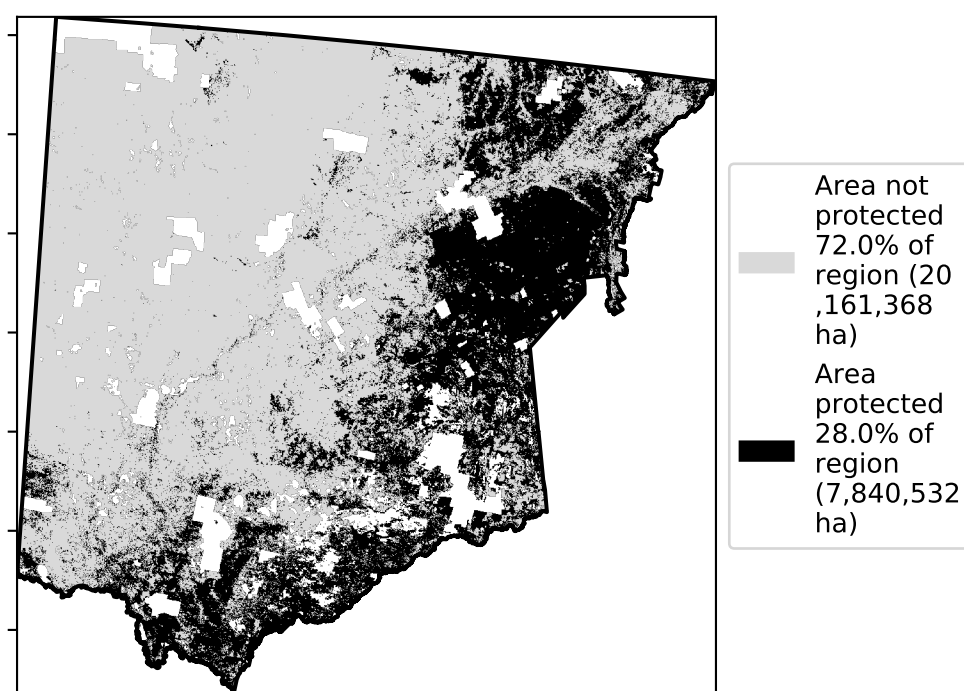 Area not
protected
72.0% of
region (20
,161,368
ha)
Area
protected
28.0% of
region
(7,840,532
ha)